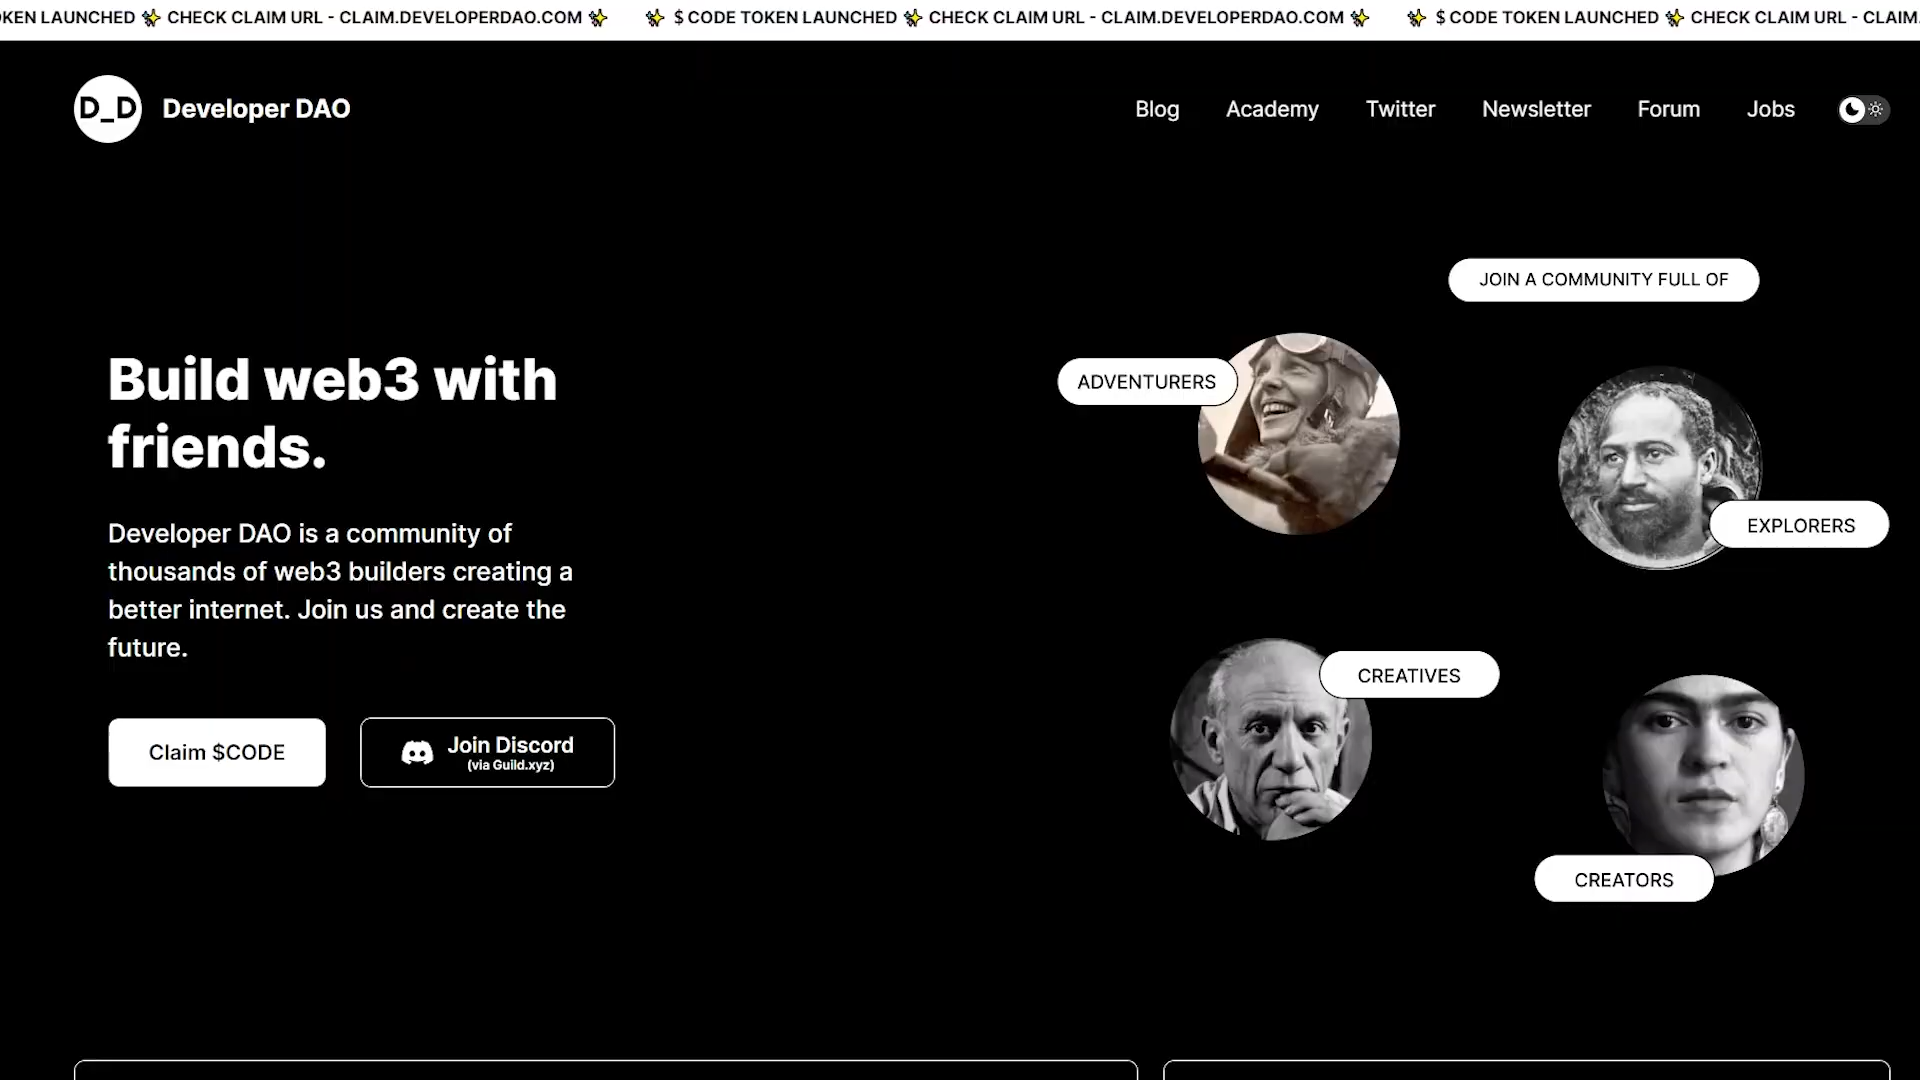 KEN LAUNCHED ✨ CHECK CLAIM URL - CLAIM.DEVELOPERDAO.COM ✨ ✨ $CODE TOKEN LAUNCHED ✨ CHECK CLAIM URL - CLAIM.DEVELOPERDAO.COM ✨ ✨ $CODE TOKEN LAUNCHED ✨ CHECK CLAIM URL - CLAIM.
D_D Developer DAO
Blog Academy Twitter Newsletter Forum Jobs
JOIN A COMMUNITY FULL OF
ADVENTURERS
EXPLORERS
CREATIVES
CREATORS
Build web3 with
friends.
Developer DAO is a community of
thousands of web3 builders creating a
better internet. Join us and create the
future.
Claim $CODE
Join Discord
(via Guild.xyz)